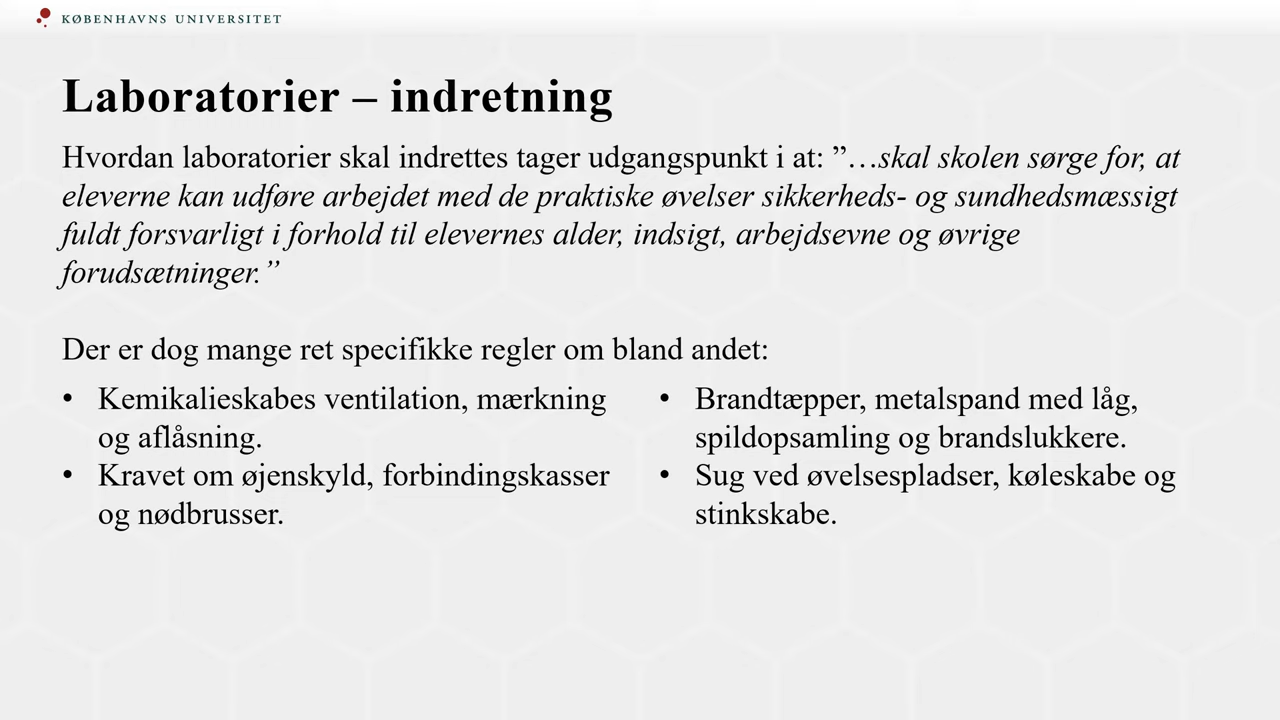 KØBENHAVNS UNIVERSITET
Laboratorier – indretning
Hvordan laboratorier skal indrettes tager udgangspunkt i at: ”…skal skolen sørge for, at
eleverne kan udføre arbejdet med de praktiske øvelser sikkerheds- og sundhedsmæssigt
fuldt forsvarligt i forhold til elevernes alder, indsigt, arbejdsevne og øvrige
forudsætninger.”
Der er dog mange ret specifikke regler om bland andet:
• Kemikalieskabes ventilation, mærkning
og aflåsning.
• Kravet om øjenskyld, forbindingskasser
og nødbrusser.
• Brandtæpper, metalspand med låg,
spildopsamling og brandslukkere.
• Sug ved øvelsespladser, køleskabe og
stinkskabe.